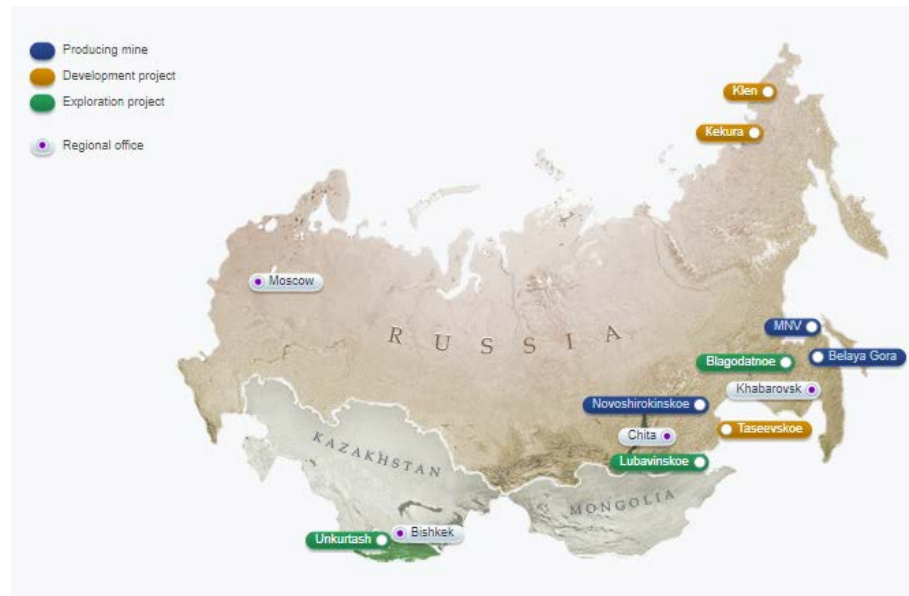 Producing mine
Development project
Exploration project
Regional office
Klen
Kekura
Moscow
RUSSIA
MNV
Belaya Gora
Blagodatnoe
Khabarovsk
Novoshirokinskoe
Taseevskoe
Chita
Lubavinskoe
KAZAKHSTAN
MONGOLIA
Bishkek
Unkurtash